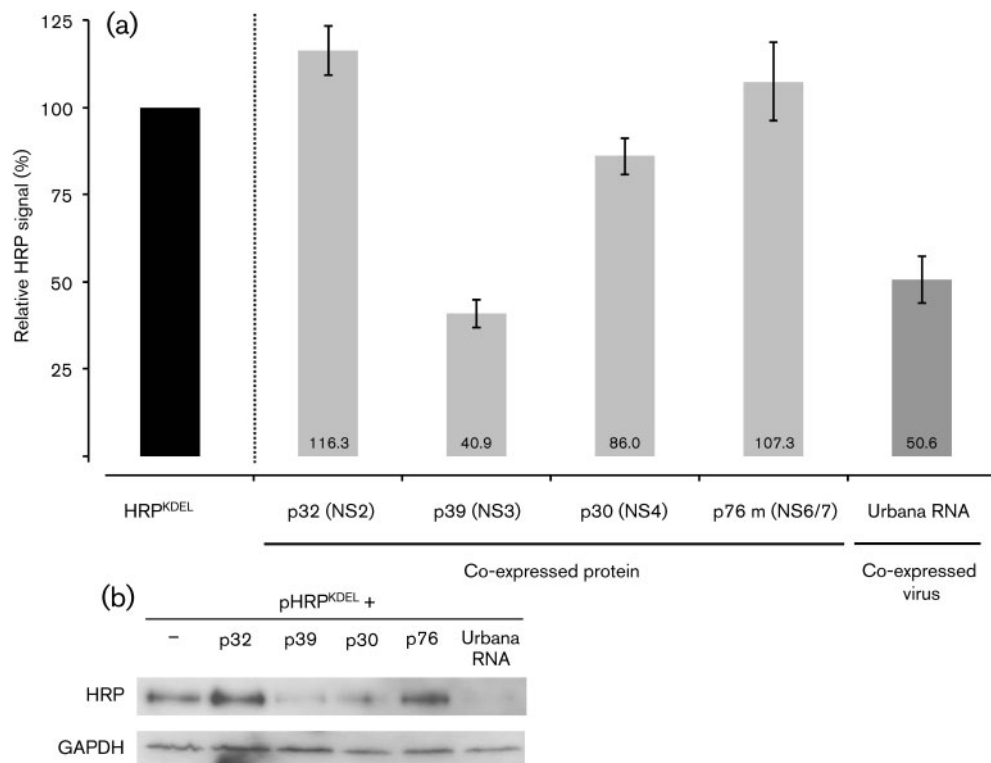 (a)
Relative HRP signal (%)
125
100
75
50
25
116.3
40.9
86.0
107.3
50.6
HRP^KDEL
p32 (NS2)
p39 (NS3)
p30 (NS4)
p76 m (NS6/7)
Urbana RNA
Co-expressed protein
Co-expressed
virus
(b)
pHRP^KDEL +
– p32 p39 p30 p76 Urbana
RNA
HRP
GAPDH